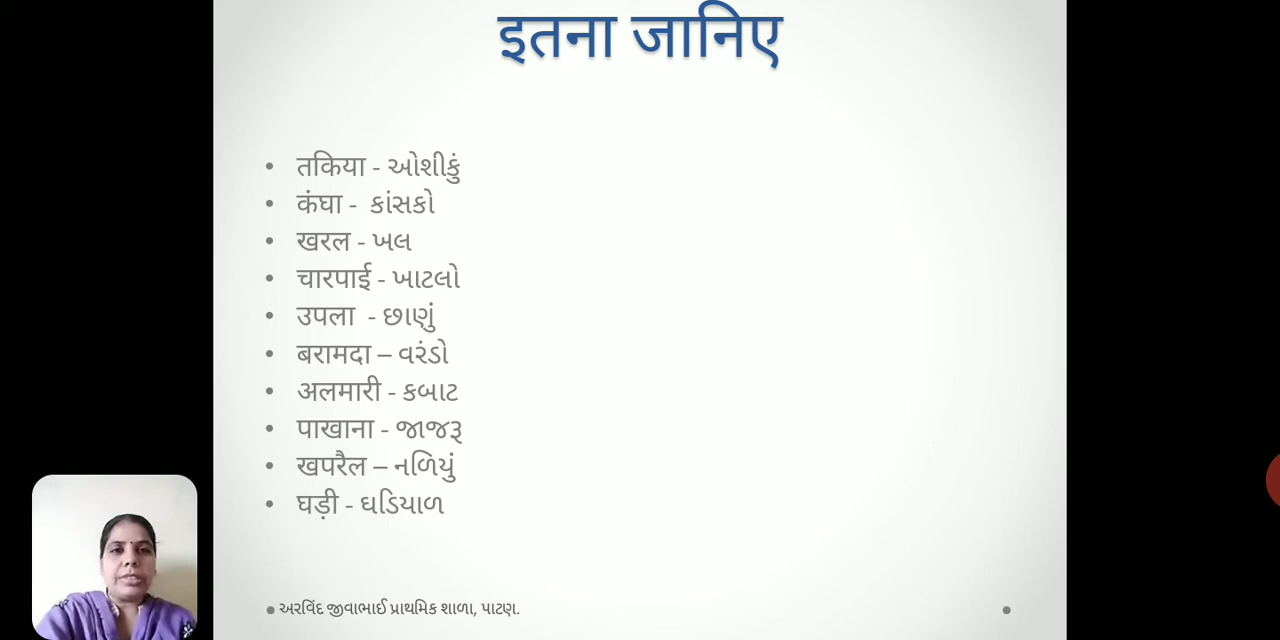 इतना जानिए
• तकिया - ઓશીકું
• कंघा - કાંસકો
• खरल - ખલ
• चारपाई - ખાટલો
• उपला - છાણું
• बरामदा – વરંડો
• अलमारी - કબાટ
• पाखाना - જાજરૂ
• खपरैल – નળિયું
• घड़ी - ઘડિયાળ
અરવિંદ જીવાભાઈ પ્રાથમિક શાળા, પાટણ.